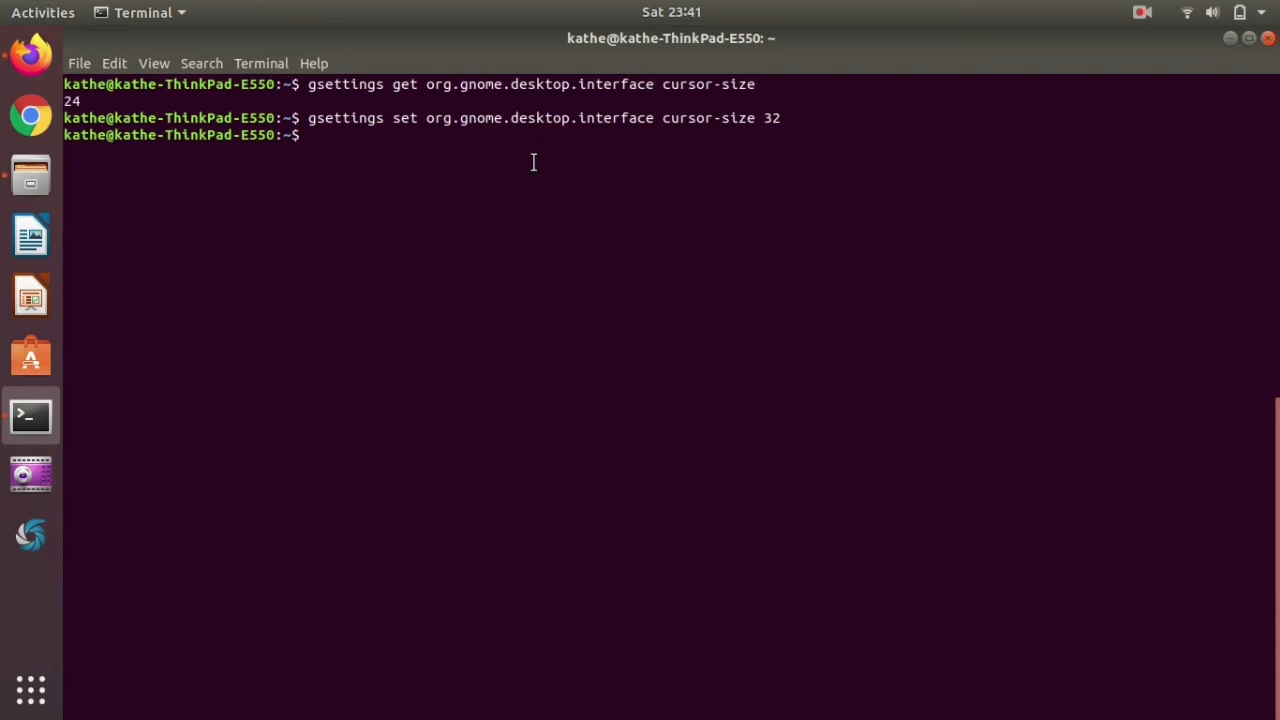 Activities Terminal Sat 23:41
kathe@kathe-ThinkPad-E550: ~
File Edit View Search Terminal Help
kathe@kathe-ThinkPad-E550:~$ gsettings get org.gnome.desktop.interface cursor-size
24
kathe@kathe-ThinkPad-E550:~$ gsettings set org.gnome.desktop.interface cursor-size 32
kathe@kathe-ThinkPad-E550:~$